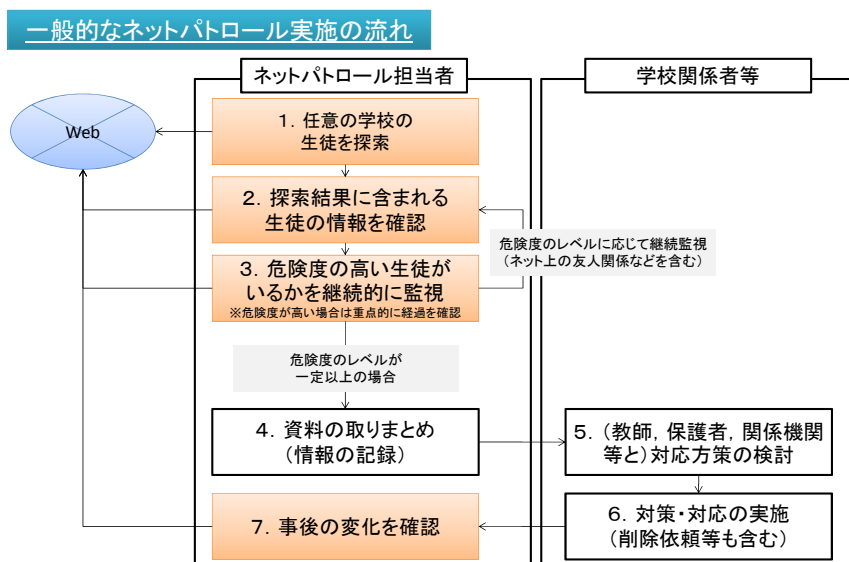 一般的なネットパトロール実施の流れ
ネットパトロール担当者
学校関係者等
Web
１．任意の学校の
生徒を探索
２．探索結果に含まれる
生徒の情報を確認
危険度のレベルに応じて継続監視
（ネット上の友人関係などを含む）
３．危険度の高い生徒が
いるかを継続的に監視
※危険度が高い場合は重点的に経過を確認
危険度のレベルが
一定以上の場合
４．資料の取りまとめ
（情報の記録）
５．（教師，保護者，関係機関
等と）対応方策の検討
７．事後の変化を確認
６．対策・対応の実施
（削除依頼等も含む）